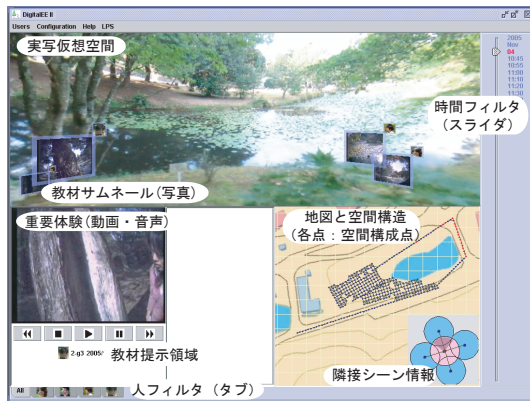 DigitalEE II
Users Configuration Help LPS
実写仮想空間
2005
Nov
04
10:45
10:55
11:00
11:10
11:20
11:30
時間フィルタ
(スライダ)
教材サムネール(写真)
重要体験(動画・音声)
地図と空間構造
(各点：空間構成点)
2-g3 2005/
教材提示領域
隣接シーン情報
All
人フィルタ (タブ)